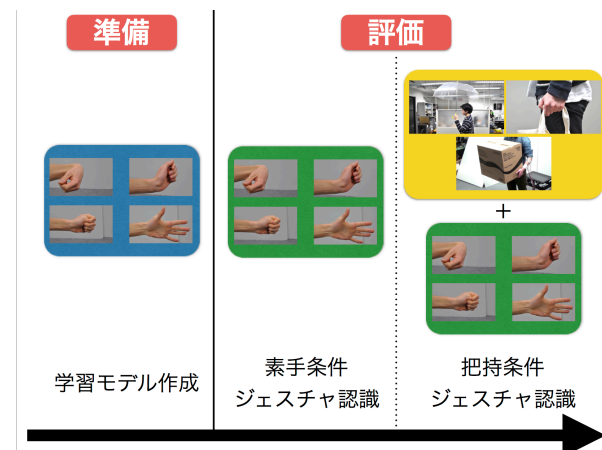 準備
評価
+
学習モデル作成
素手条件
ジェスチャ認識
把持条件
ジェスチャ認識